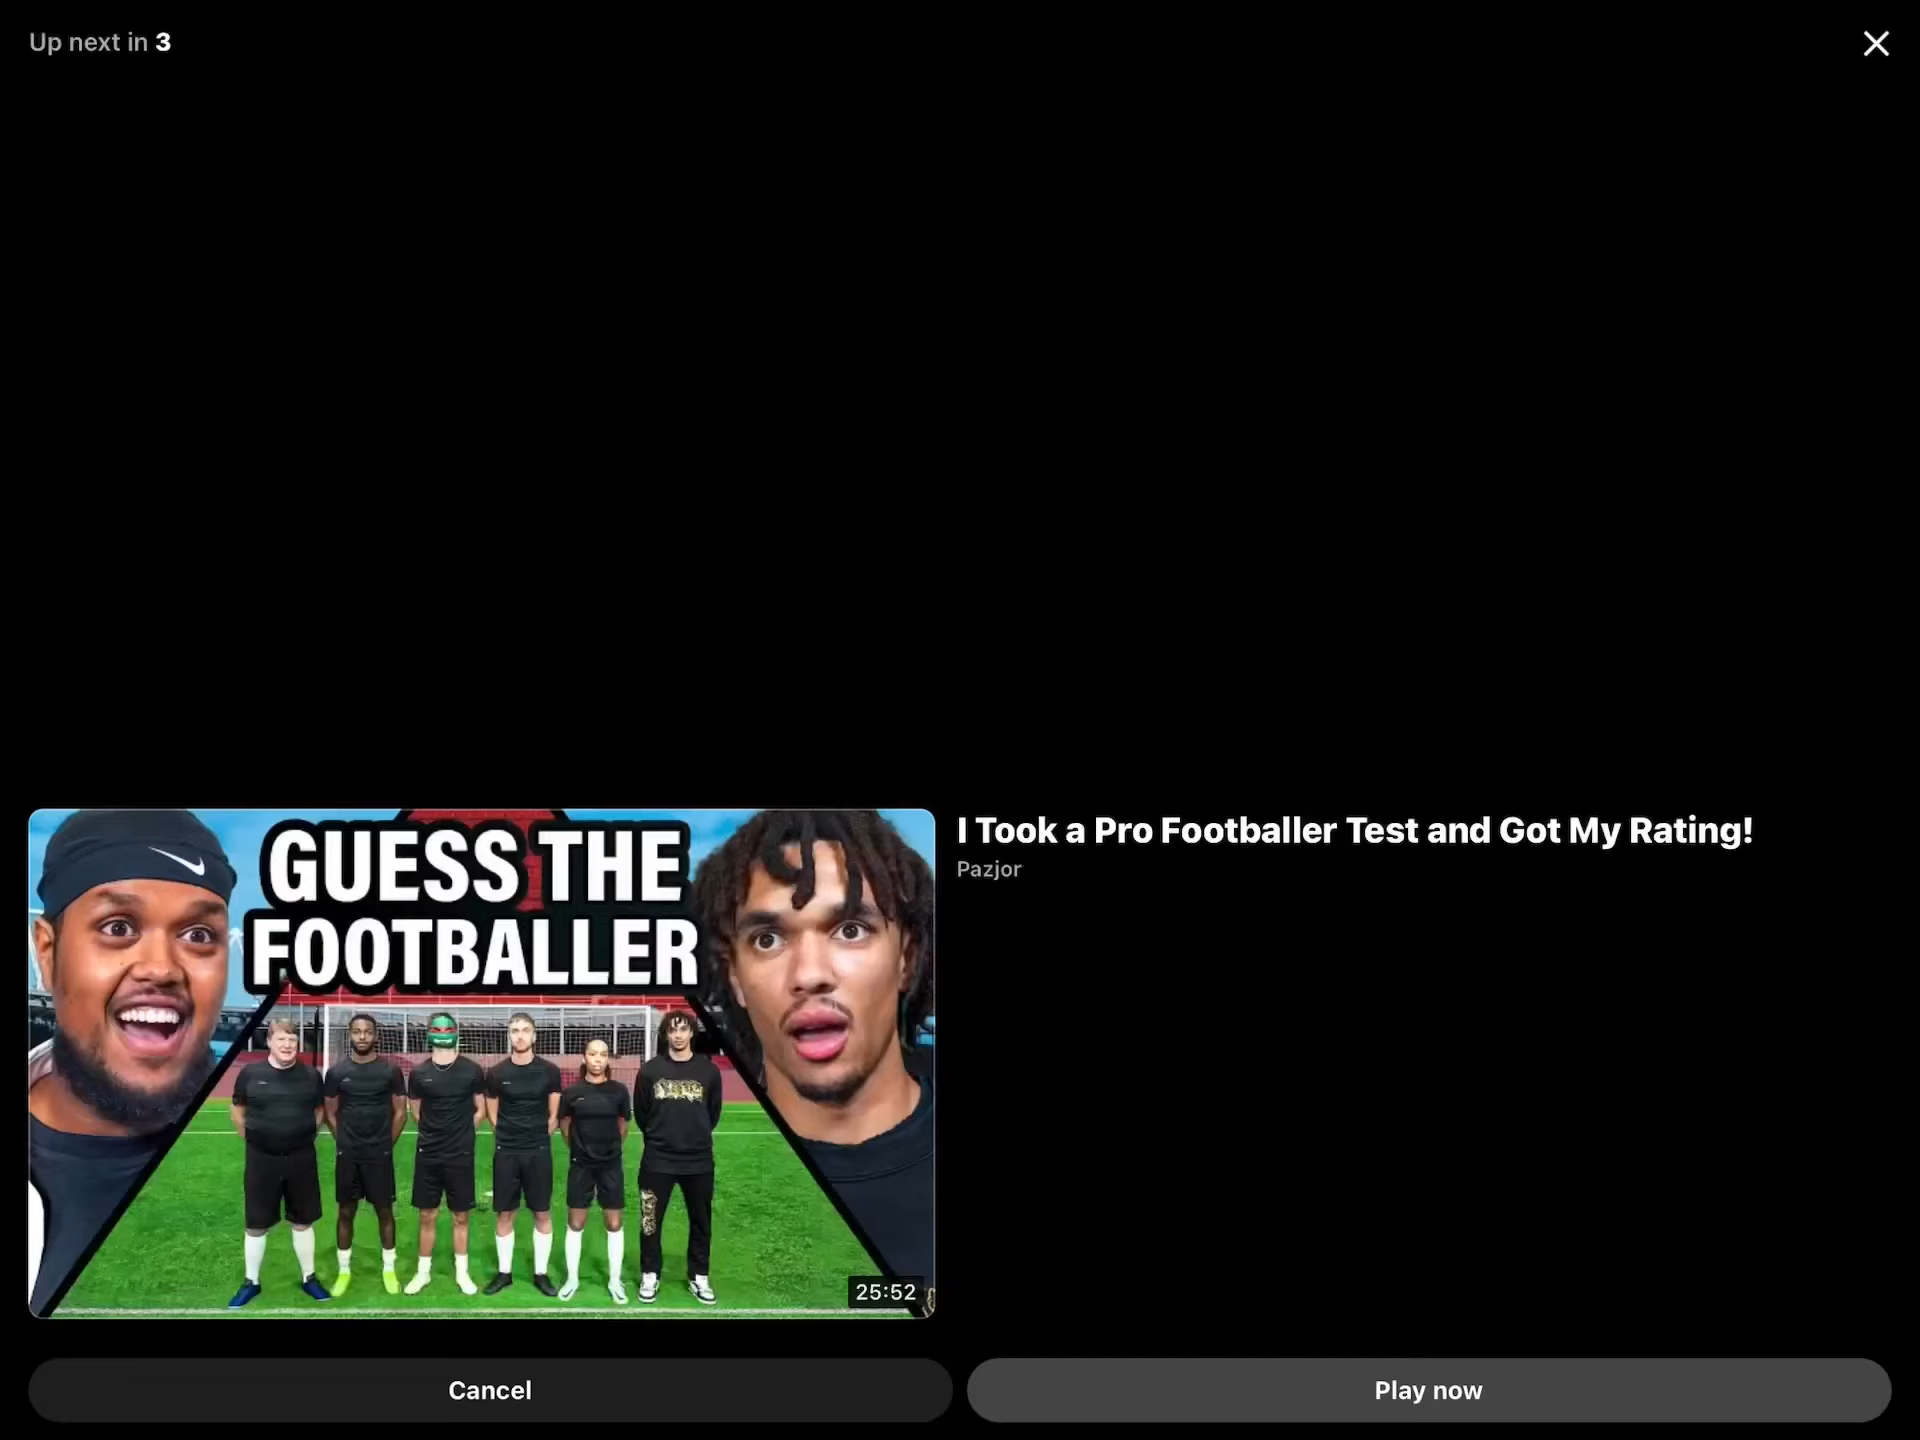 Up next in 3
GUESS THE
FOOTBALLER
25:52
I Took a Pro Footballer Test and Got My Rating!
Pazjor
Cancel
Play now